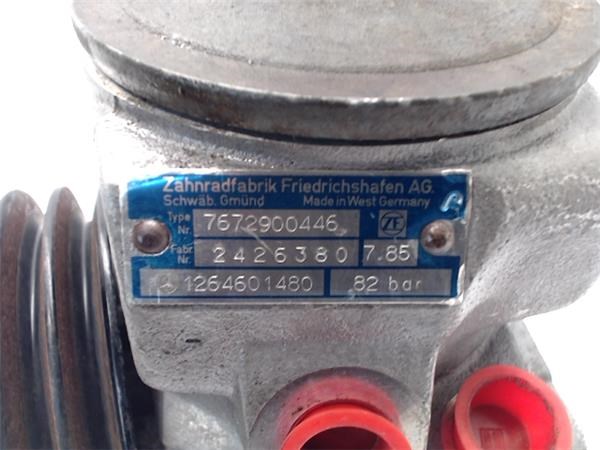 Zahnradfabrik Friedrichshafen AG.
Schwäb. Gmünd Made in West Germany
Type Nr. 7672900446 ZF
Fabr. Nr. 2426380 7.85
1264601480 82 bar